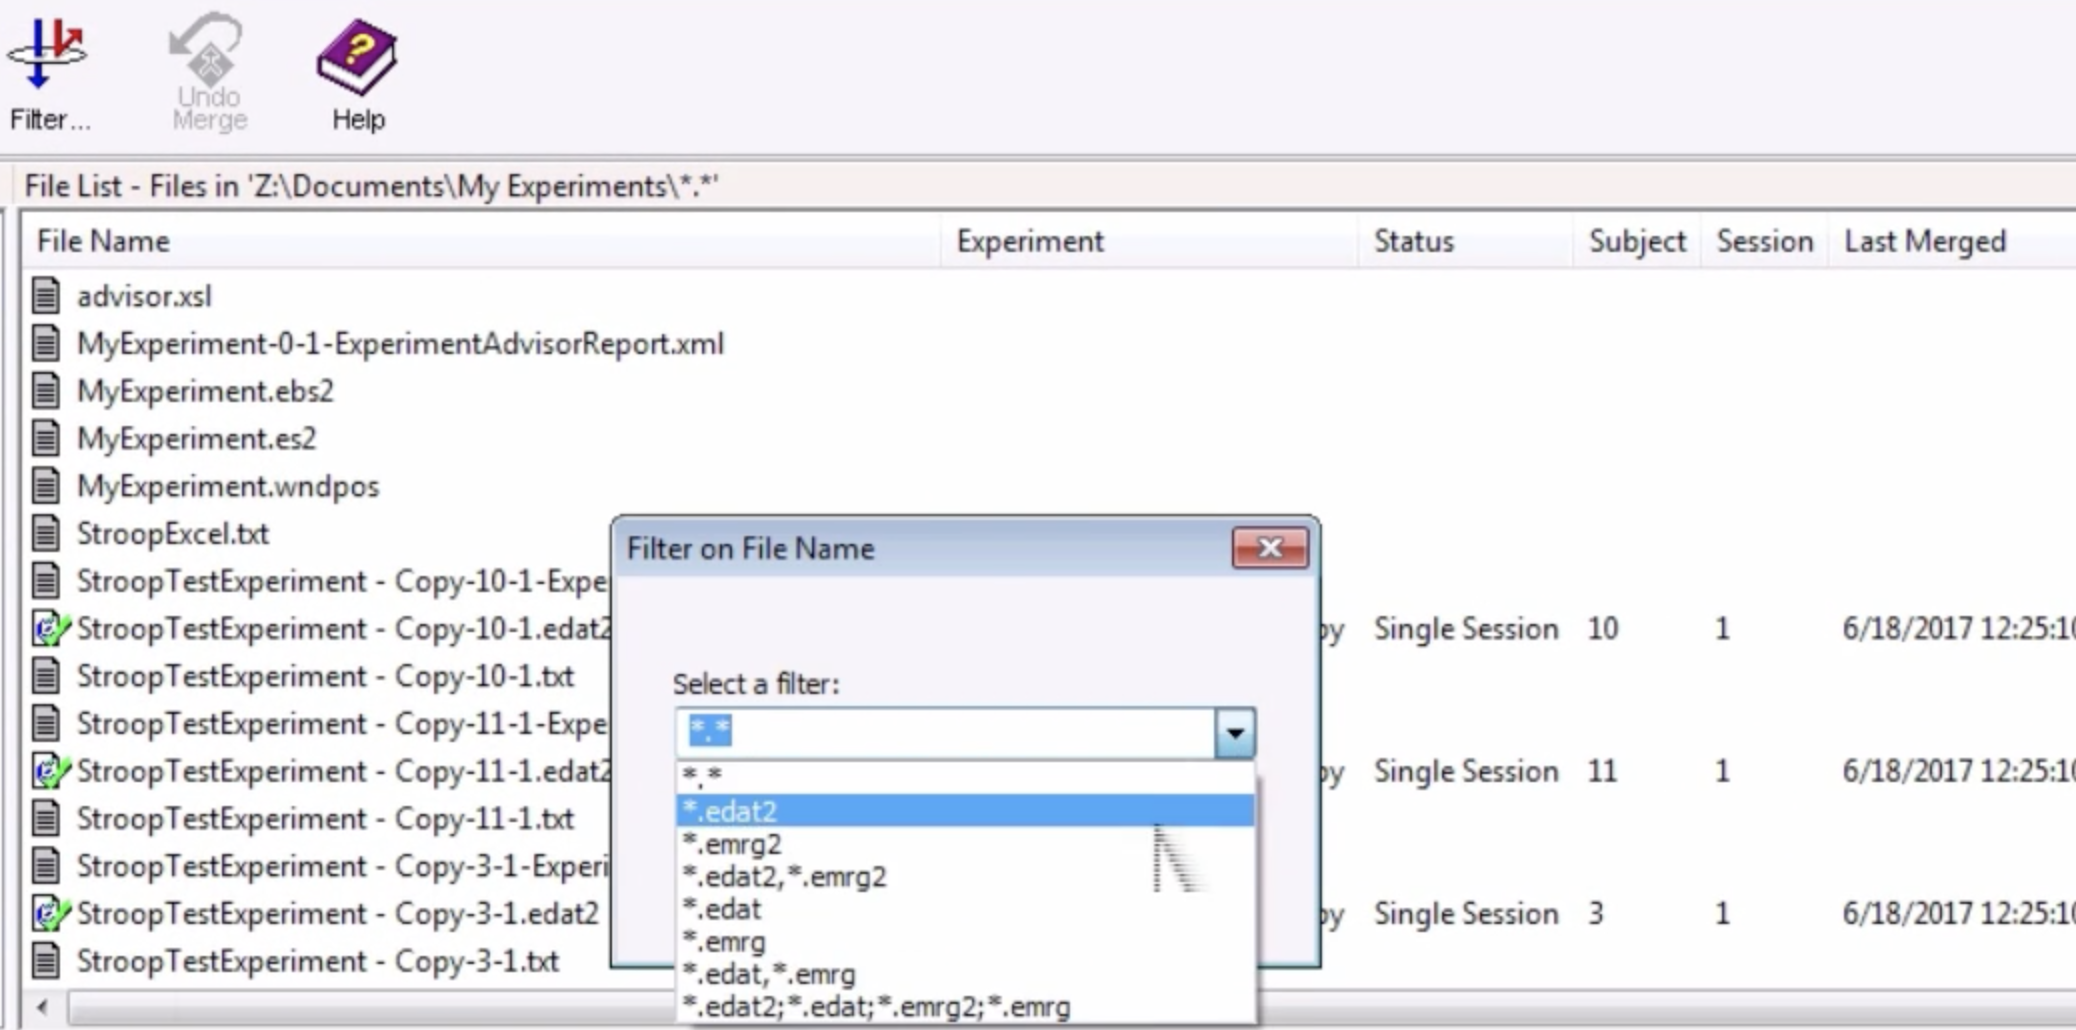 Filter...
Undo
Merge
Help
File List - Files in 'Z:\Documents\My Experiments\*.*'
File Name Experiment Status Subject Session Last Merged
advisor.xsl
MyExperiment-0-1-ExperimentAdvisorReport.xml
MyExperiment.ebs2
MyExperiment.es2
MyExperiment.wndpos
StroopExcel.txt
StroopTestExperiment - Copy-10-1-Expe
StroopTestExperiment - Copy-10-1.edat2 py Single Session 10 1 6/18/2017 12:25:10
StroopTestExperiment - Copy-10-1.txt
StroopTestExperiment - Copy-11-1-Expe
StroopTestExperiment - Copy-11-1.edat2 py Single Session 11 1 6/18/2017 12:25:10
StroopTestExperiment - Copy-11-1.txt
StroopTestExperiment - Copy-3-1-Experi
StroopTestExperiment - Copy-3-1.edat2 py Single Session 3 1 6/18/2017 12:25:10
StroopTestExperiment - Copy-3-1.txt
Filter on File Name
Select a filter:
*.*
*.*
*.edat2
*.emrg2
*.edat2,*.emrg2
*.edat
*.emrg
*.edat,*.emrg
*.edat2;*.edat;*.emrg2;*.emrg